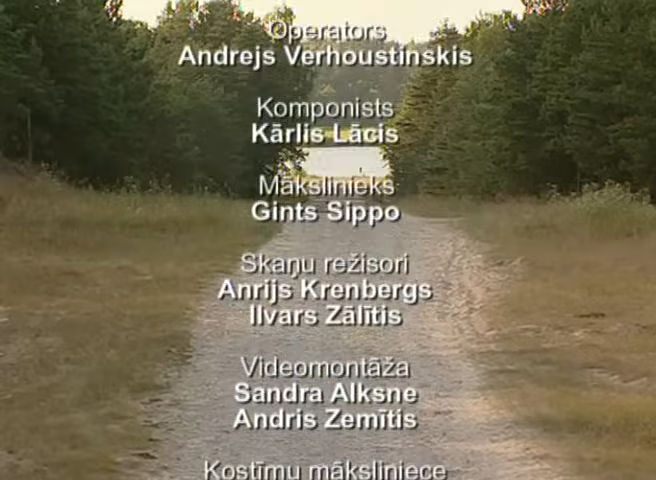 Operators
Andrejs Verhoustinskis
Komponists
Kārlis Lācis
Mākslinieks
Gints Sippo
Skaņu režisori
Anrijs Krenbergs
Ilvars Zālītis
Videomontāža
Sandra Alksne
Andris Zemītis
Kostīmu māksliniece